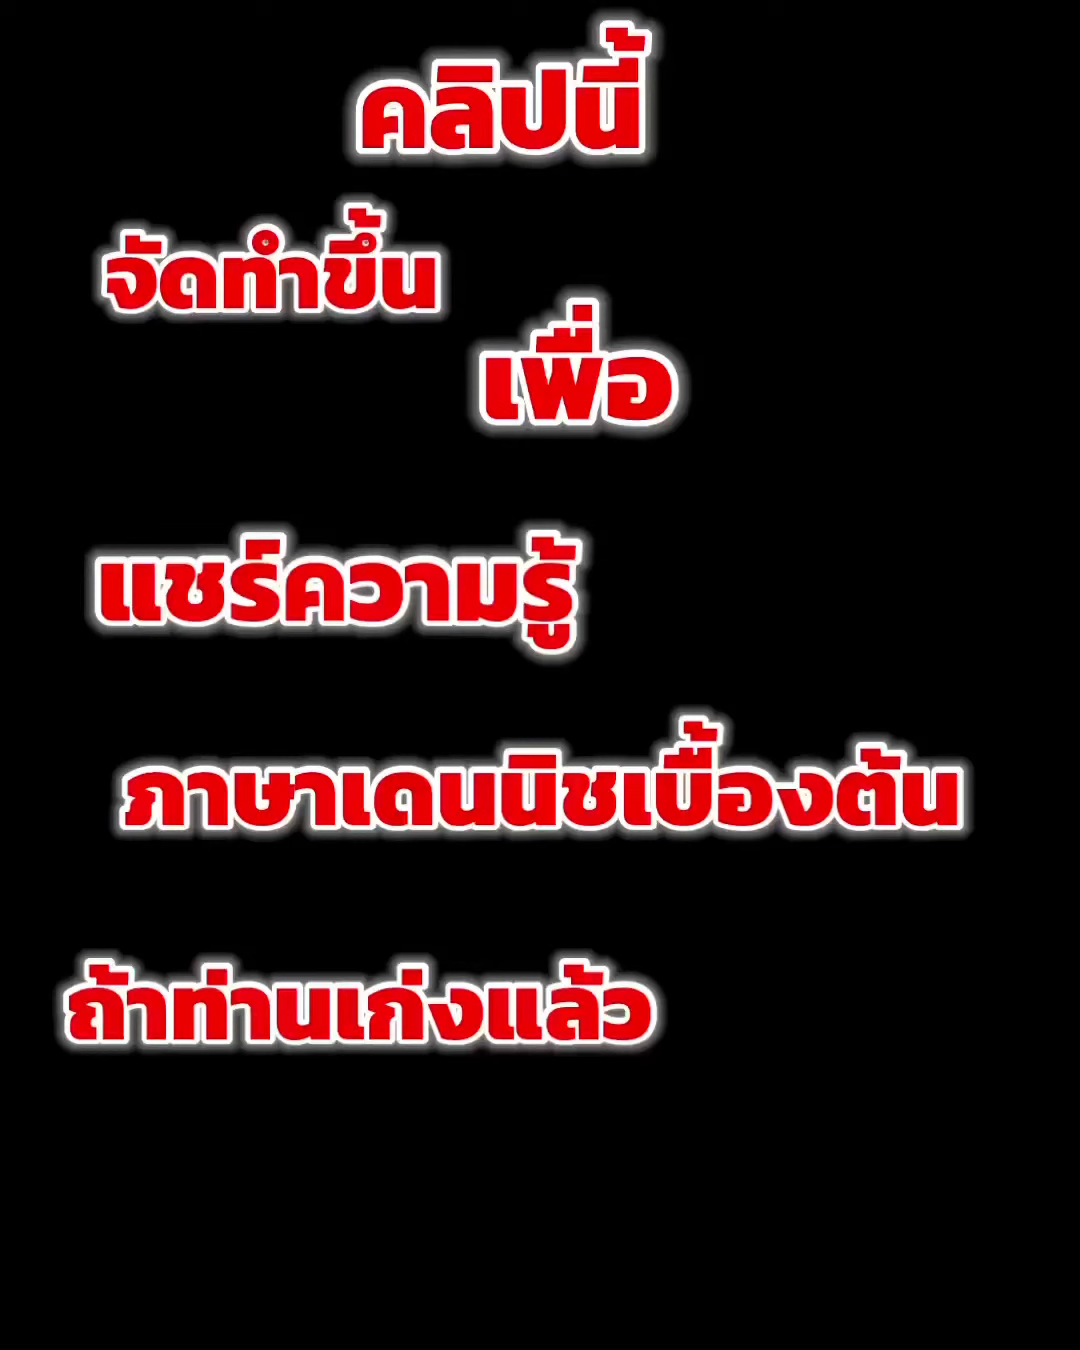 คลิปนี้
จัดทำขึ้น
เพื่อ
แชร์ความรู้
ภาษาเดนนิชเบื้องต้น
ถ้าท่านเก่งแล้ว